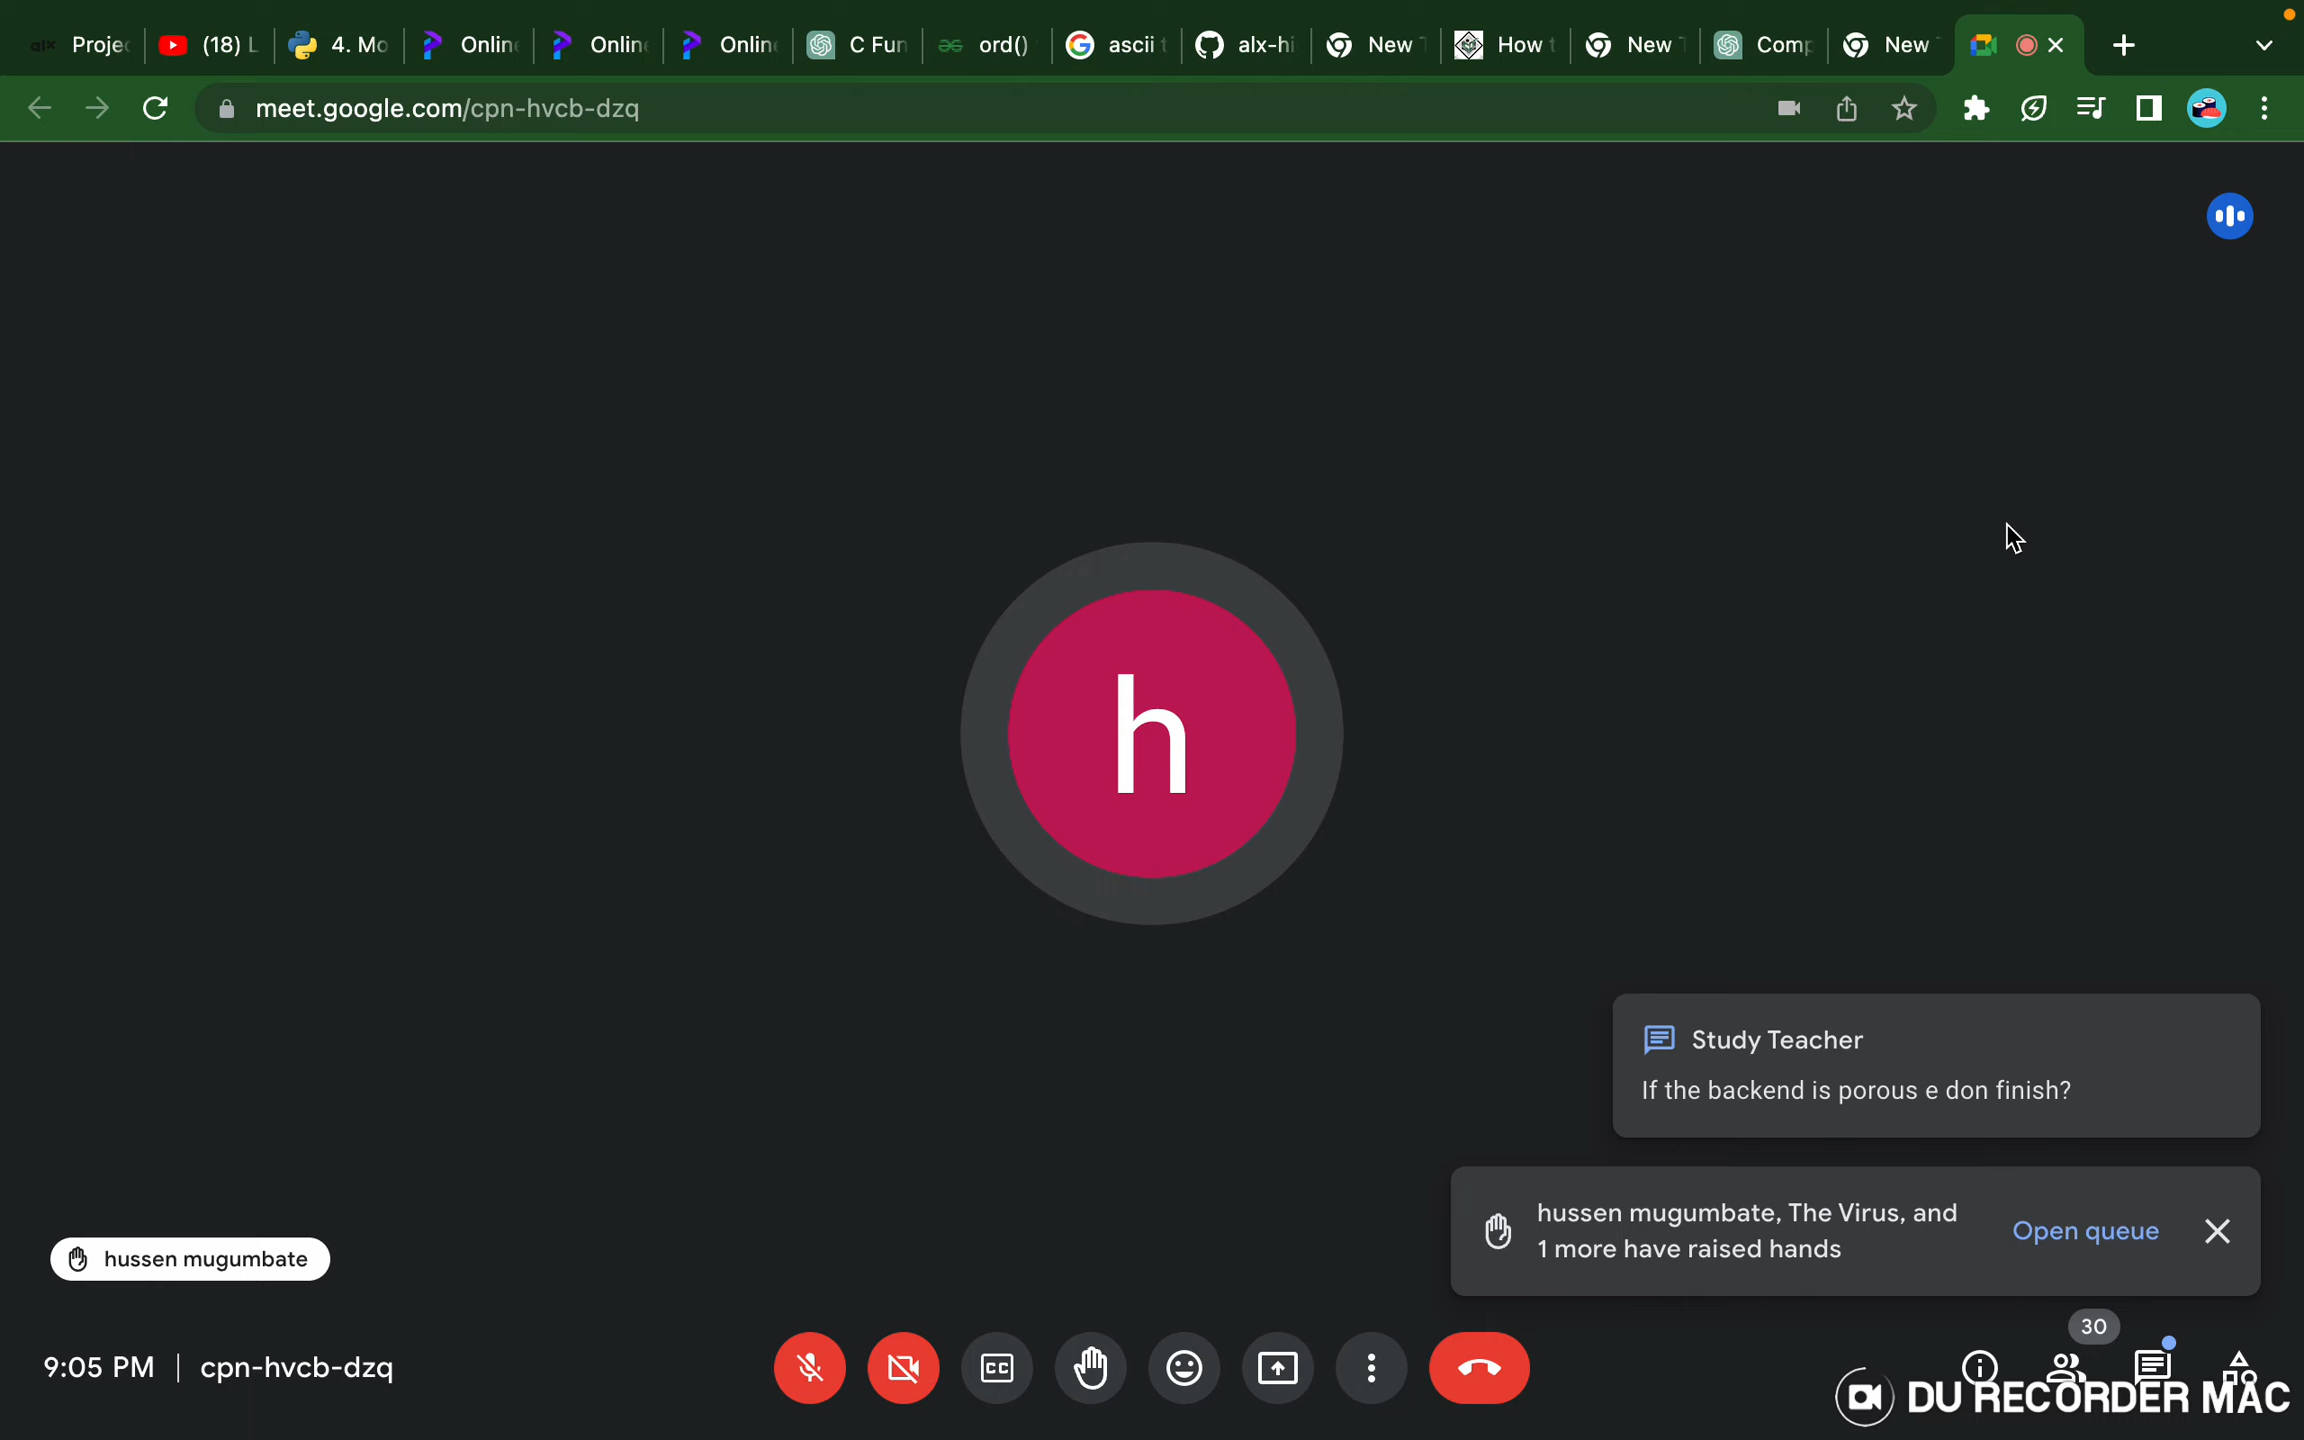 alx Projec
(18) L
4. Mo
Online
Online
Online
C Fun
ord()
ascii t
alx-hi
New T
How t
New T
Comp
New
meet.google.com/cpn-hvcb-dzq
h
Study Teacher
If the backend is porous e don finish?
hussen mugumbate, The Virus, and
1 more have raised hands
Open queue
hussen mugumbate
30
9:05 PM | cpn-hvcb-dzq
CC
DU RECORDER MAC